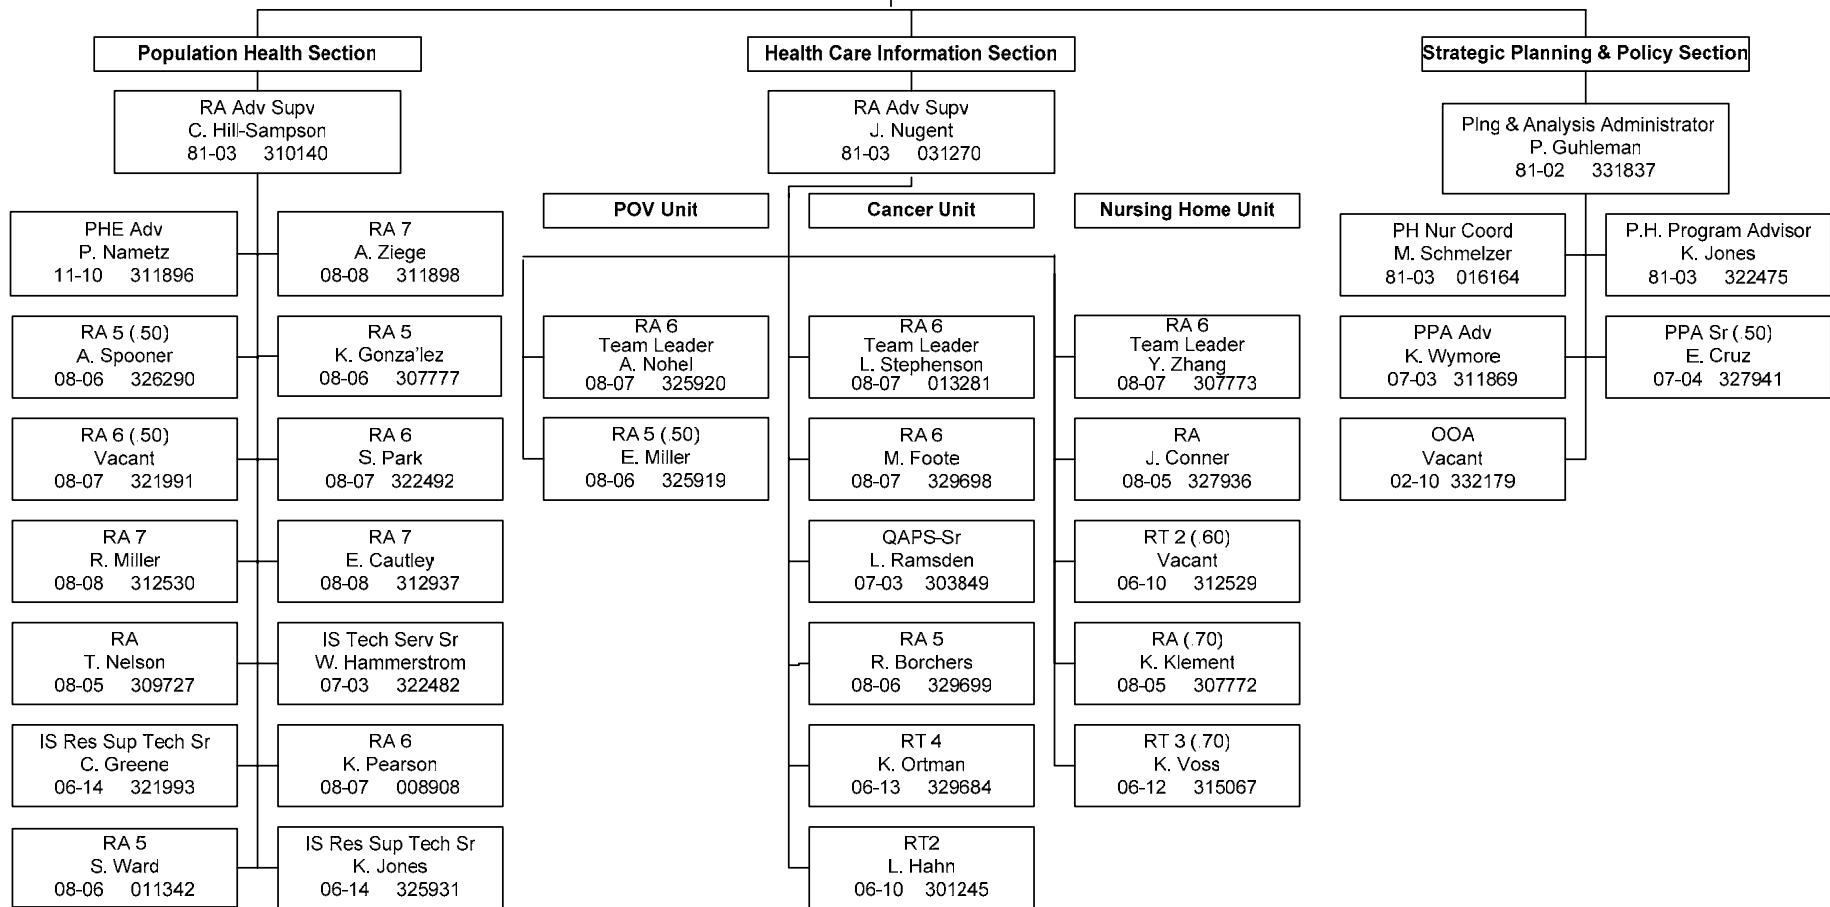 Population Health Section
RA Adv Supv
C. Hill-Sampson
81-03 310140
PHE Adv
P. Nametz
11-10 311896
RA 7
A. Ziege
08-08 311898
RA 5 (.50)
A. Spooner
08-06 326290
RA 5
K. Gonza'lez
08-06 307777
RA 6 (.50)
Vacant
08-07 321991
RA 6
S. Park
08-07 322492
RA 7
R. Miller
08-08 312530
RA 7
E. Cautley
08-08 312937
RA
T. Nelson
08-05 309727
IS Tech Serv Sr
W. Hammerstrom
07-03 322482
IS Res Sup Tech Sr
C. Greene
06-14 321993
RA 6
K. Pearson
08-07 008908
RA 5
S. Ward
08-06 011342
IS Res Sup Tech Sr
K. Jones
06-14 325931
Health Care Information Section
RA Adv Supv
J. Nugent
81-03 031270
POV Unit
RA 6
Team Leader
A. Nohel
08-07 325920
RA 5 (.50)
E. Miller
08-06 325919
Cancer Unit
RA 6
Team Leader
L. Stephenson
08-07 013281
RA 6
M. Foote
08-07 329698
QAPS-Sr
L. Ramsden
07-03 303849
RA 5
R. Borchers
08-06 329699
RT 4
K. Ortman
06-13 329684
RT2
L. Hahn
06-10 301245
Nursing Home Unit
RA 6
Team Leader
Y. Zhang
08-07 307773
RA
J. Conner
08-05 327936
RT 2 (.60)
Vacant
06-10 312529
RA (.70)
K. Klement
08-05 307772
RT 3 (.70)
K. Voss
06-12 315067
Strategic Planning & Policy Section
Plng & Analysis Administrator
P. Guhleman
81-02 331837
PH Nur Coord
M. Schmelzer
81-03 016164
P.H. Program Advisor
K. Jones
81-03 322475
PPA Adv
K. Wymore
07-03 311869
PPA Sr (.50)
E. Cruz
07-04 327941
OOA
Vacant
02-10 332179